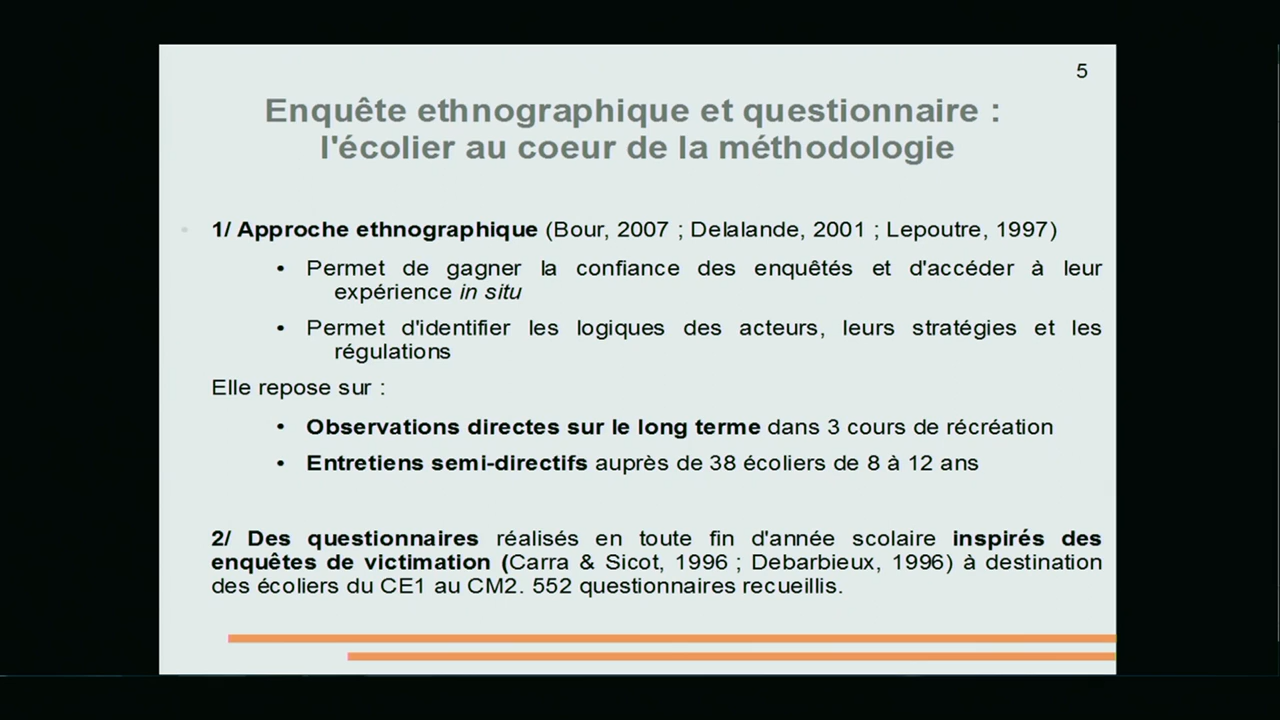 5
Enquête ethnographique et questionnaire :
l'écolier au coeur de la méthodologie
• 1/ Approche ethnographique (Bour, 2007 ; Delalande, 2001 ; Lepoutre, 1997)
• Permet de gagner la confiance des enquêtés et d'accéder à leur
expérience in situ
• Permet d'identifier les logiques des acteurs, leurs stratégies et les
régulations
Elle repose sur :
• Observations directes sur le long terme dans 3 cours de récréation
• Entretiens semi-directifs auprès de 38 écoliers de 8 à 12 ans
2/ Des questionnaires réalisés en toute fin d'année scolaire inspirés des
enquêtes de victimation (Carra & Sicot, 1996 ; Debarbieux, 1996) à destination
des écoliers du CE1 au CM2. 552 questionnaires recueillis.